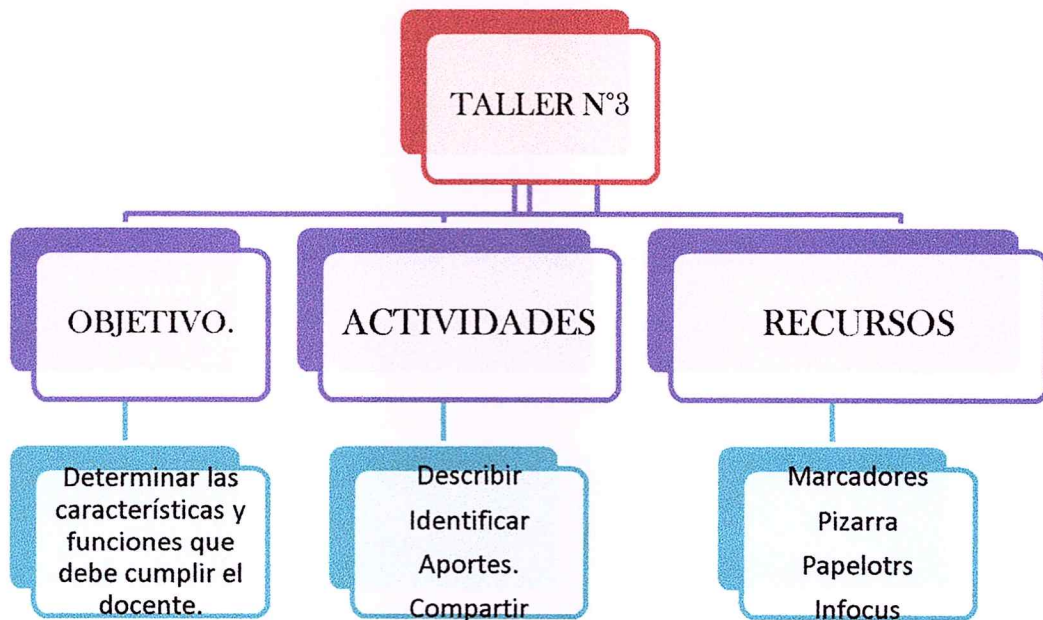 TALLER N°3
OBJETIVO.
ACTIVIDADES
RECURSOS
Determinar las
características y
funciones que
debe cumplir el
docente.
Describir
Identificar
Aportes.
Compartir
Marcadores
Pizarra
Papelotrs
Infocus